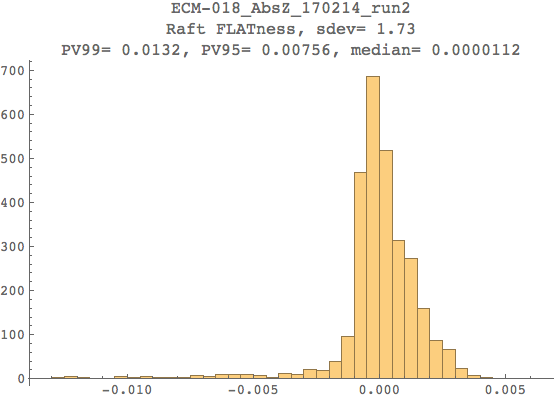 ECM-018_AbsZ_170214_run2
Raft FLATness, sdev= 1.73
PV99= 0.0132, PV95= 0.00756, median= 0.0000112
700
600
500
400
300
200
100
0
-0.010 -0.005 0.000 0.005